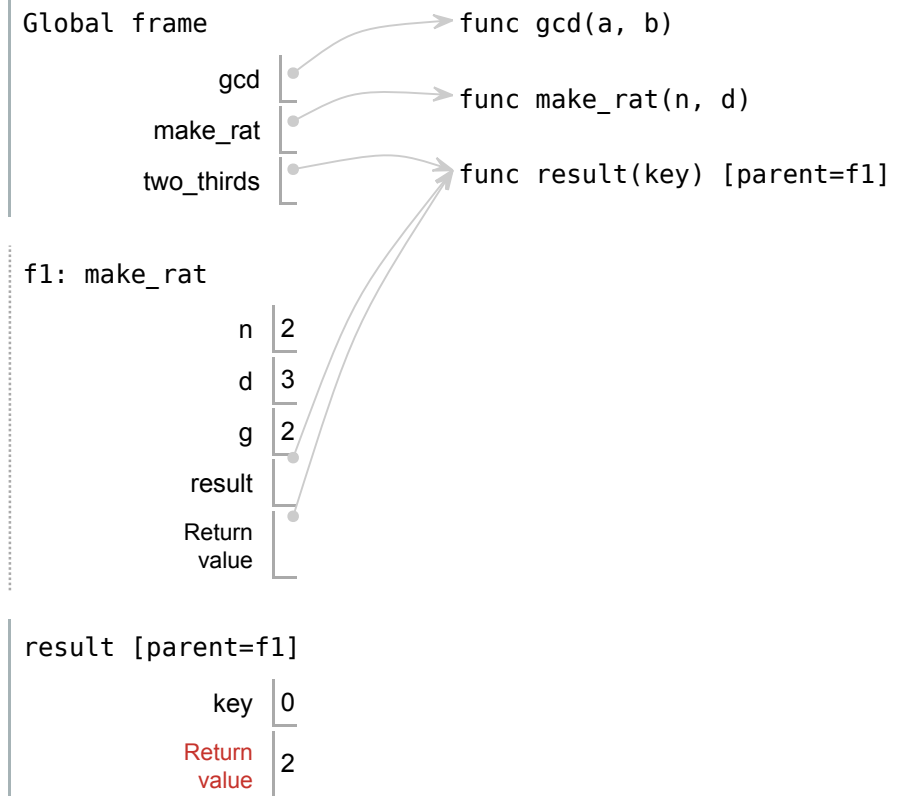 Global frame
func gcd(a, b)
gcd
func make_rat(n, d)
make_rat
func result(key) [parent=f1]
two_thirds
f1: make_rat
n 2
d 3
g 2
result
Return
value
result [parent=f1]
key 0
Return
value 2